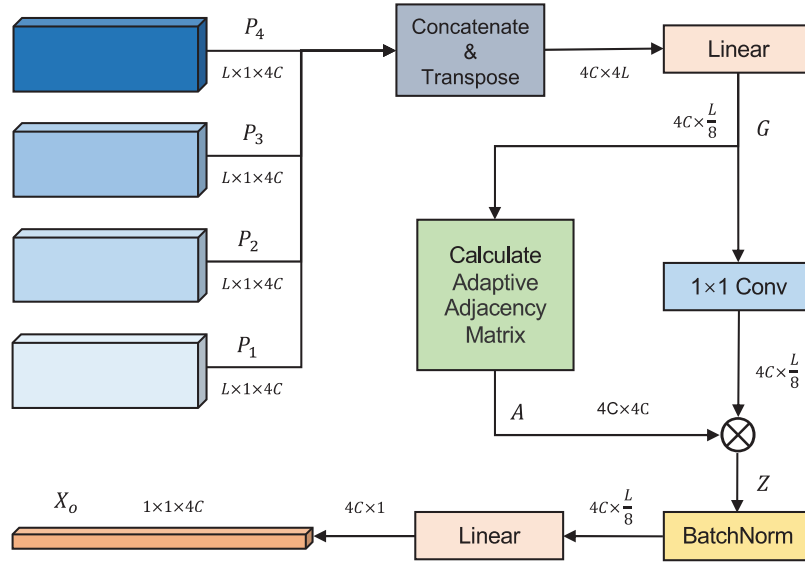 P₄
L×1×4C
P₃
L×1×4C
P₂
L×1×4C
P₁
L×1×4C
Concatenate
&
Transpose
4C×4L
Linear
4C×L/8
G
Calculate
Adaptive
Adjacency
Matrix
1×1 Conv
4C×L/8
A
4C×4C
Z
BatchNorm
4C×L/8
Linear
4C×1
Xₒ
1×1×4C